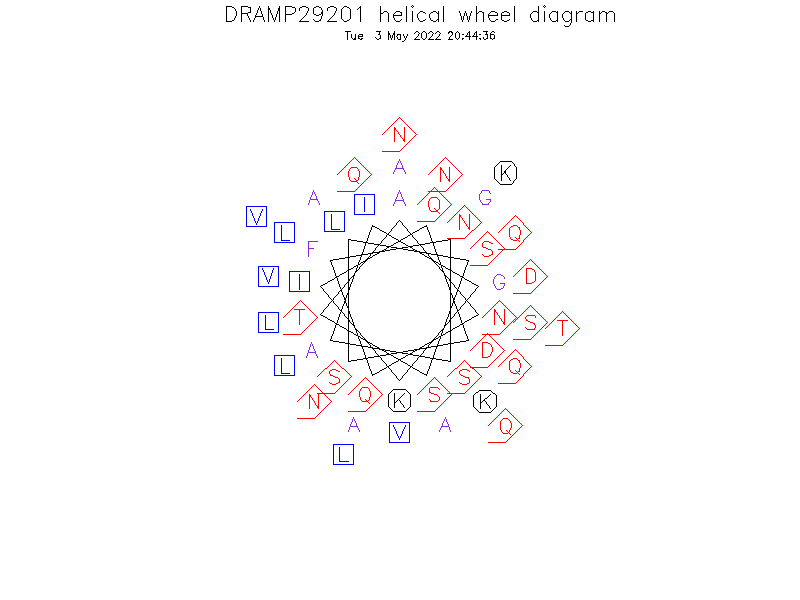 DRAMP29201 helical wheel diagram
Tue 3 May 2022 20:44:36
N
A
Q N K
A I A Q G
V L N
L Q
F S
V I G D
L T N S T
A D
L S S Q
N Q K S K
A V A Q
L